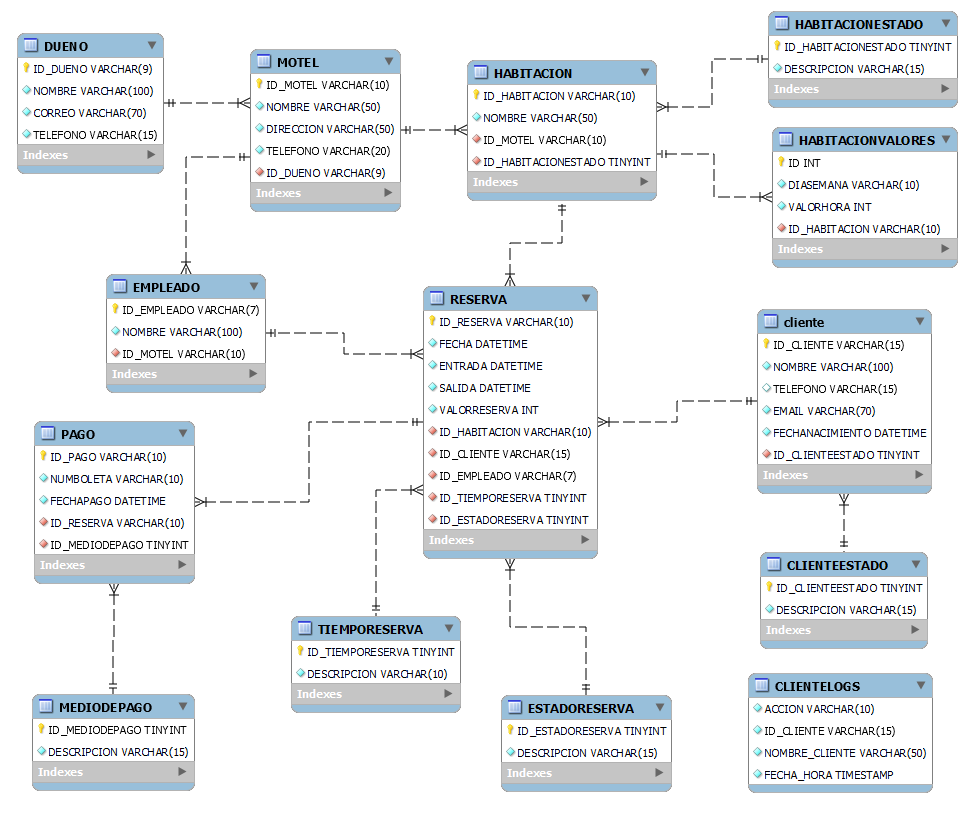 DUENO
ID_DUENO VARCHAR(9)
NOMBRE VARCHAR(100)
CORREO VARCHAR(70)
TELEFONO VARCHAR(15)
Indexes
MOTEL
ID_MOTEL VARCHAR(10)
NOMBRE VARCHAR(50)
DIRECCION VARCHAR(50)
TELEFONO VARCHAR(20)
ID_DUENO VARCHAR(9)
Indexes
HABITACION
ID_HABITACION VARCHAR(10)
NOMBRE VARCHAR(50)
ID_MOTEL VARCHAR(10)
ID_HABITACIONESTADO TINYINT
Indexes
HABITACIONESTADO
ID_HABITACIONESTADO TINYINT
DESCRIPCION VARCHAR(15)
Indexes
HABITACIONVALORES
ID INT
DIASEMANA VARCHAR(10)
VALORHORA INT
ID_HABITACION VARCHAR(10)
Indexes
EMPLEADO
ID_EMPLEADO VARCHAR(7)
NOMBRE VARCHAR(100)
ID_MOTEL VARCHAR(10)
Indexes
RESERVA
ID_RESERVA VARCHAR(10)
FECHA DATETIME
ENTRADA DATETIME
SALIDA DATETIME
VALORRESERVA INT
ID_HABITACION VARCHAR(10)
ID_CLIENTE VARCHAR(15)
ID_EMPLEADO VARCHAR(7)
ID_TIEMPORESERVA TINYINT
ID_ESTADORESERVA TINYINT
Indexes
cliente
ID_CLIENTE VARCHAR(15)
NOMBRE VARCHAR(100)
TELEFONO VARCHAR(15)
EMAIL VARCHAR(70)
FECHANACIMIENTO DATETIME
ID_CLIENTEESTADO TINYINT
Indexes
PAGO
ID_PAGO VARCHAR(10)
NUMBOLETA VARCHAR(10)
FECHAPAGO DATETIME
ID_RESERVA VARCHAR(10)
ID_MEDIODEPAGO TINYINT
Indexes
CLIENTEESTADO
ID_CLIENTEESTADO TINYINT
DESCRIPCION VARCHAR(15)
Indexes
TIEMPORESERVA
ID_TIEMPORESERVA TINYINT
DESCRIPCION VARCHAR(10)
Indexes
MEDIODEPAGO
ID_MEDIODEPAGO TINYINT
DESCRIPCION VARCHAR(15)
Indexes
ESTADORESERVA
ID_ESTADORESERVA TINYINT
DESCRIPCION VARCHAR(15)
Indexes
CLIENTELOGS
ACCION VARCHAR(10)
ID_CLIENTE VARCHAR(15)
NOMBRE_CLIENTE VARCHAR(50)
FECHA_HORA TIMESTAMP